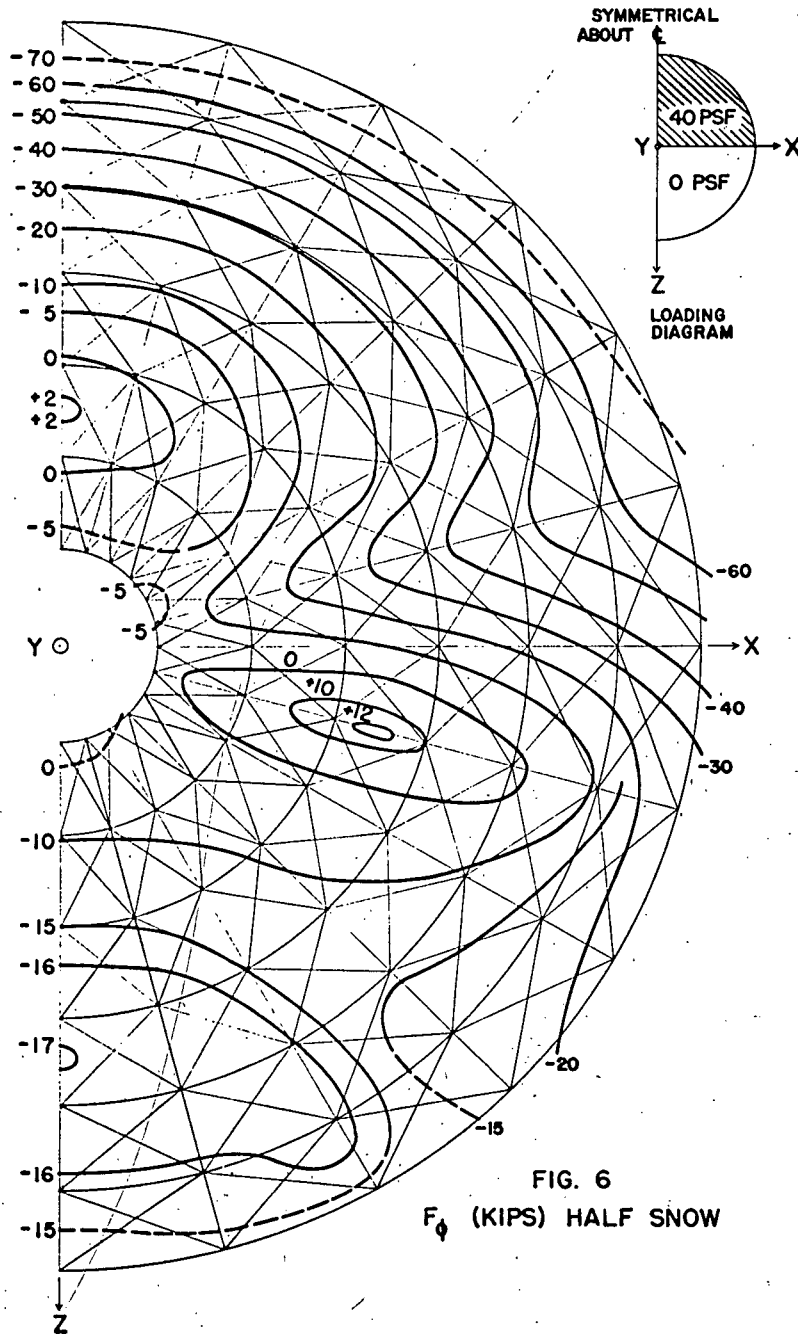 SYMMETRICAL
ABOUT ℄
40 PSF
Y
X
0 PSF
Z
LOADING
DIAGRAM
-70
-60
-50
-40
-30
-20
-10
-5
0
+2
+2
0
-5
-5
-5
-60
Y
X
0
+10
+12
-40
-30
0
-10
-15
-16
-17
-20
-15
-16
-15
FIG. 6
Fϕ (KIPS) HALF SNOW
Z